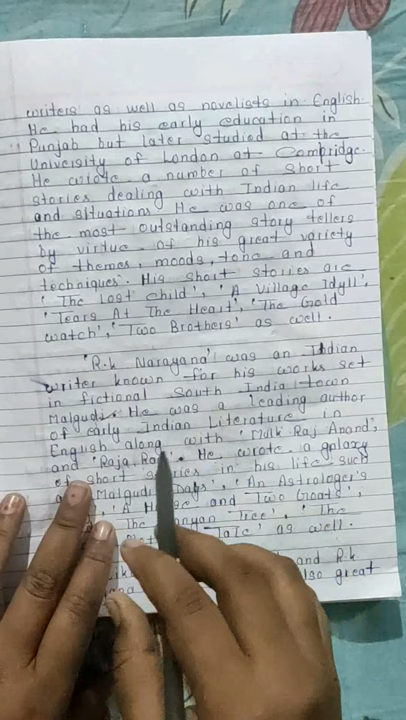 writers as well as novelists in English.
He had his early education in
Punjab but later studied at the
University of London at Combridge.
He wrote a number of short
stories dealing with Indian life
and situations. He was one of
the most outstanding story tellers
by virtue of his great variety
of themes, moods, tone and
techniques. His short stories are
'The Lost child', 'A Village Idyll',
'Tears At The Heart', 'The Gold
watch', 'Two Brothers' as well.
'R.k Narayana' was an Indian
writer known for his works set
in fictional South India town
Malgudi. He was a leading author
of early Indian Literature in
English along with 'Mulk Raj Anand',
and 'Raja Rao'. He wrote a galaxy
of short stories in his life such
Malgudi Days', 'An Astrologer's
'A and Two Goats',
The Tree', 'The
Tale' as well.
and R.k
also great